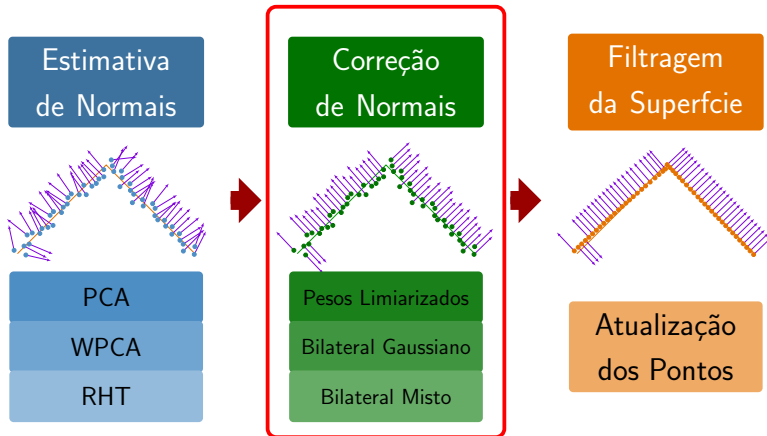 Estimativa
de Normais
Correção
de Normais
Filtragem
da Superfcie
PCA
WPCA
RHT
Pesos Limiarizados
Bilateral Gaussiano
Bilateral Misto
Atualização
dos Pontos